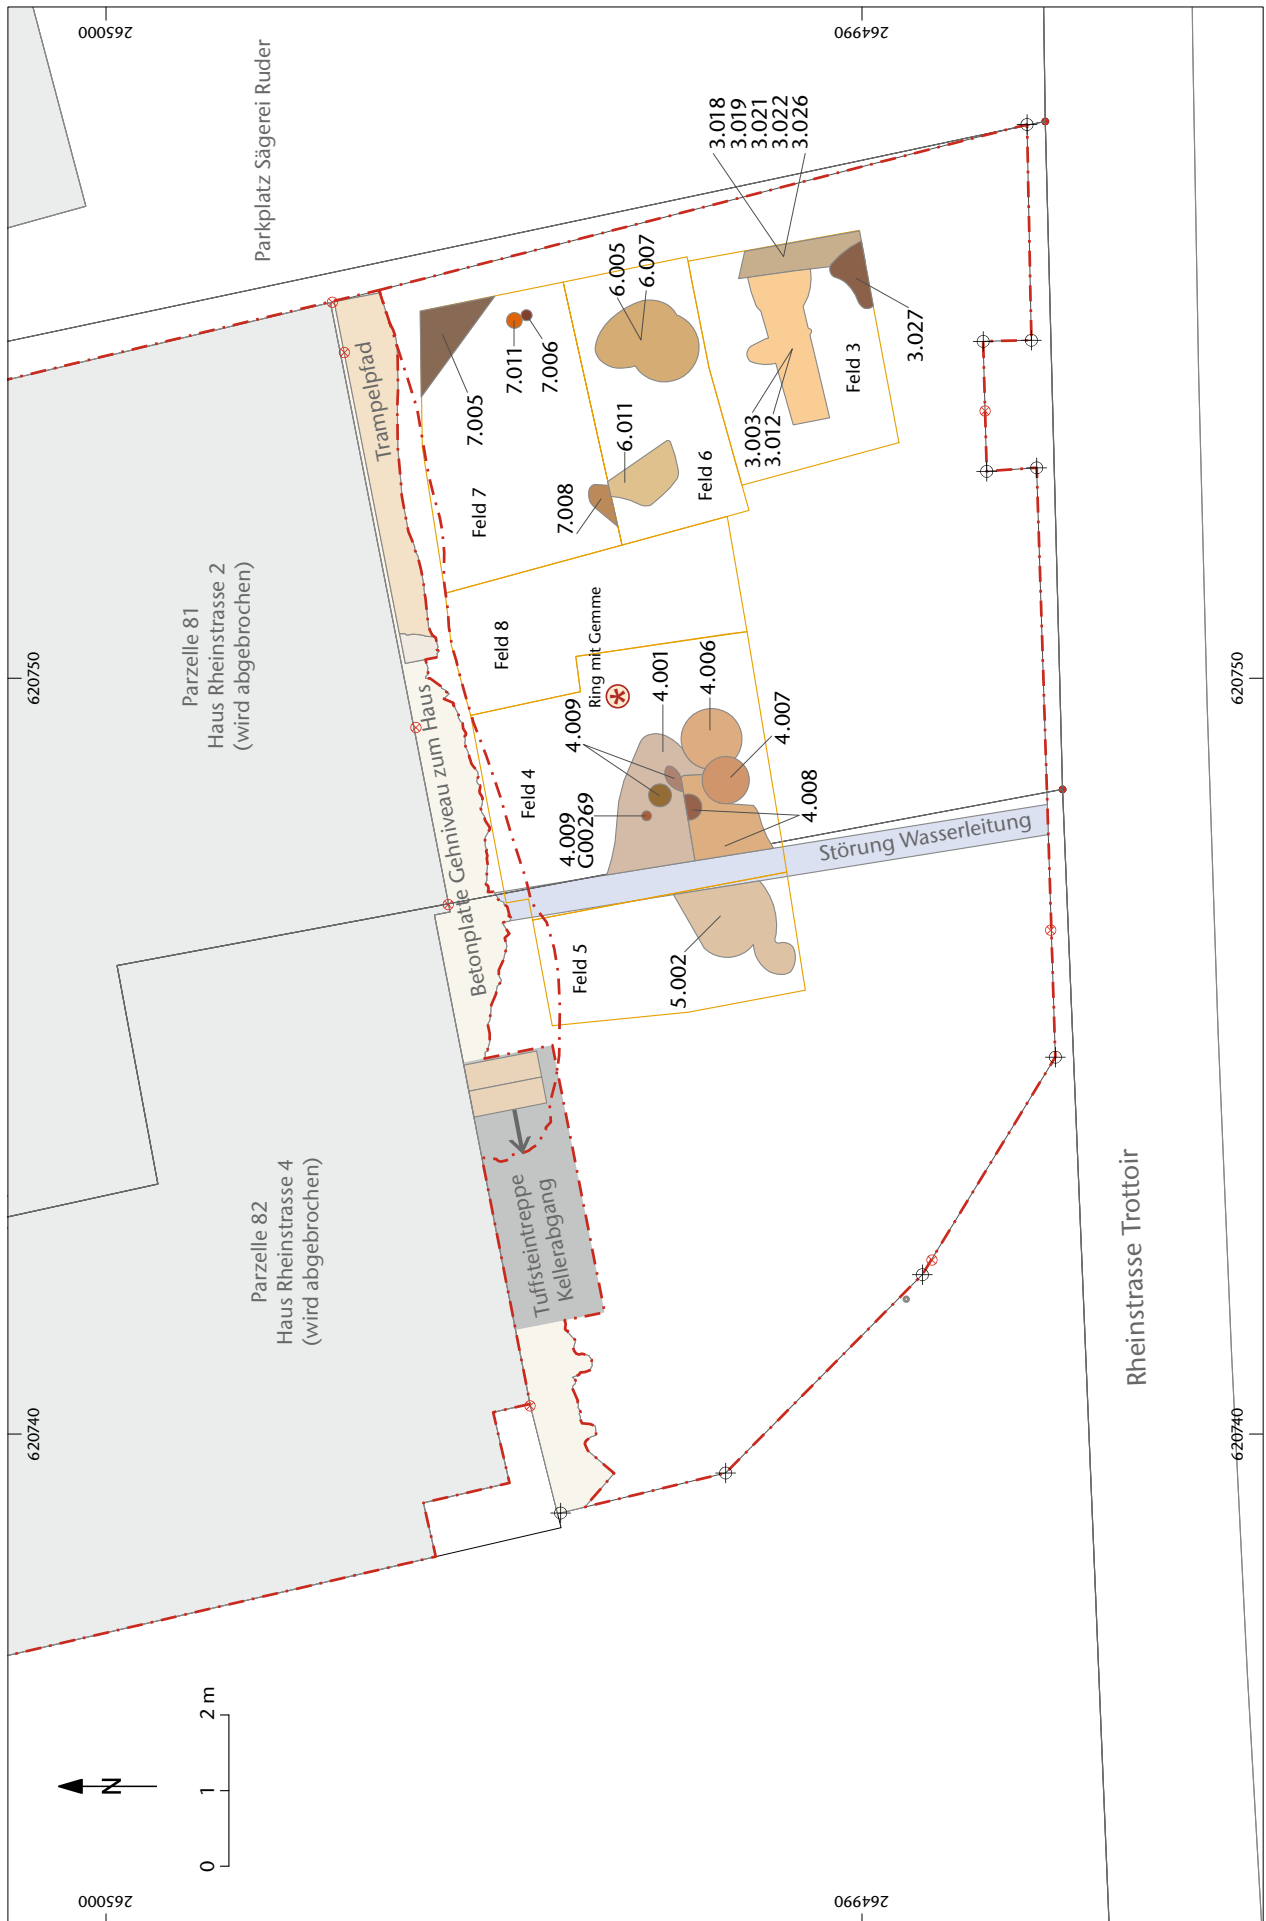 265000
264990
Parkplatz Sägerei Ruder
3.018
3.019
3.021
3.022
3.026
6.005
6.007
Trampelpfad
7.011
7.006
7.005
3.027
Feld 3
3.003
3.012
6.011
Feld 6
7.008
Feld 7
Parzelle 81
Haus Rheinstrasse 2
(wird abgebrochen)
620750
620750
Feld 8
Ring mit Gemme
4.001
4.006
4.009
4.007
Feld 4
4.009
G00269
4.008
Störung Wasserleitung
Betonplatte Gehniveau zum Haus
Feld 5
5.002
Parzelle 82
Haus Rheinstrasse 4
(wird abgebrochen)
Tuffsteintreppe
Kellerabgang
Rheinstrasse Trottoir
620740
620740
0 1 2 m
N
265000
264990